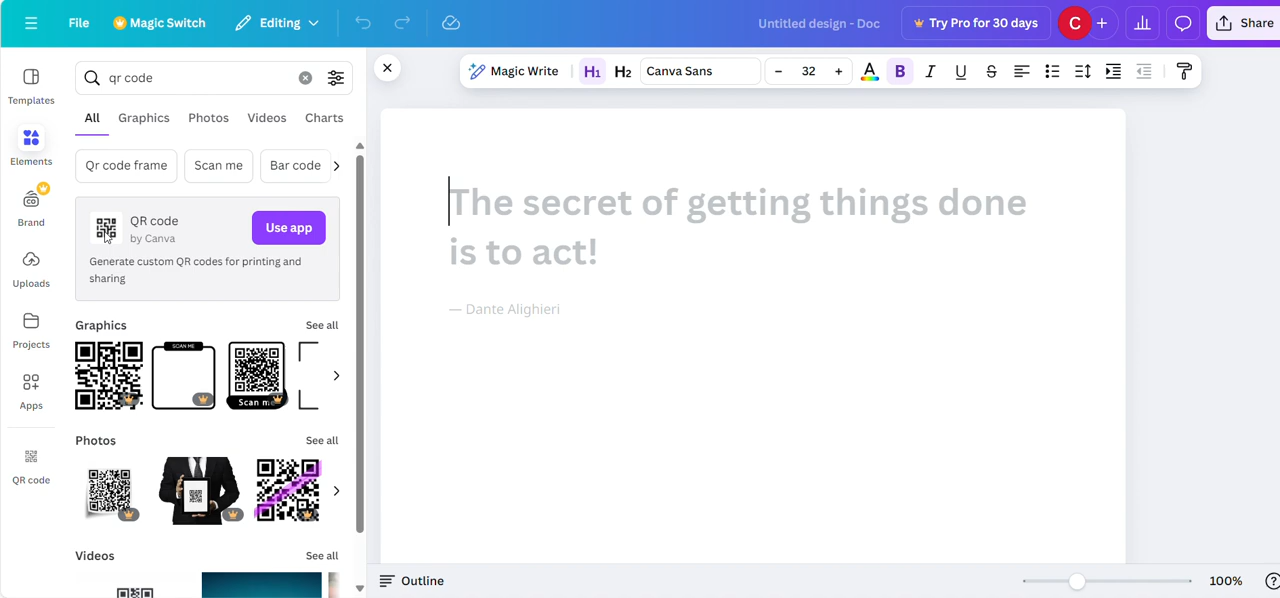 File
Magic Switch
Editing
Untitled design - Doc
Try Pro for 30 days
C
Share
Templates
Elements
Brand
Uploads
Projects
Apps
QR code
qr code
All Graphics Photos Videos Charts
Qr code frame Scan me Bar code
QR code
by Canva
Use app
Generate custom QR codes for printing and
sharing
Graphics See all
SCAN ME
Scan me
Photos See all
Videos See all
Magic Write H1 H2 Canva Sans – 32 + A B I U S
The secret of getting things done
is to act!
— Dante Alighieri
Outline
100%
?